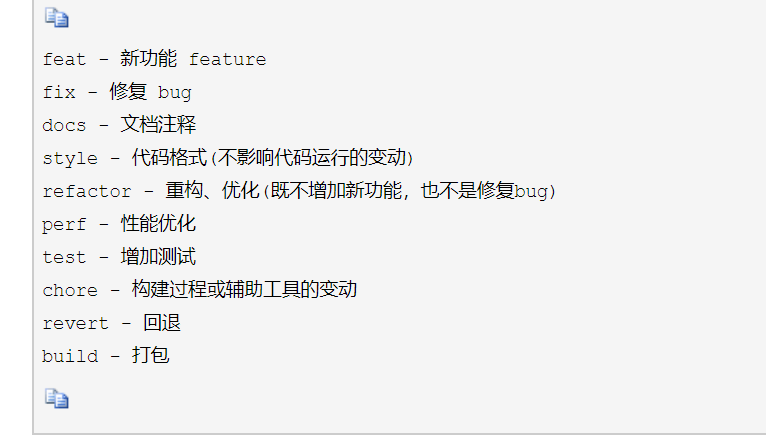 feat - 新功能 feature
fix - 修复 bug
docs - 文档注释
style - 代码格式(不影响代码运行的变动)
refactor - 重构、优化(既不增加新功能，也不是修复bug)
perf - 性能优化
test - 增加测试
chore - 构建过程或辅助工具的变动
revert - 回退
build - 打包